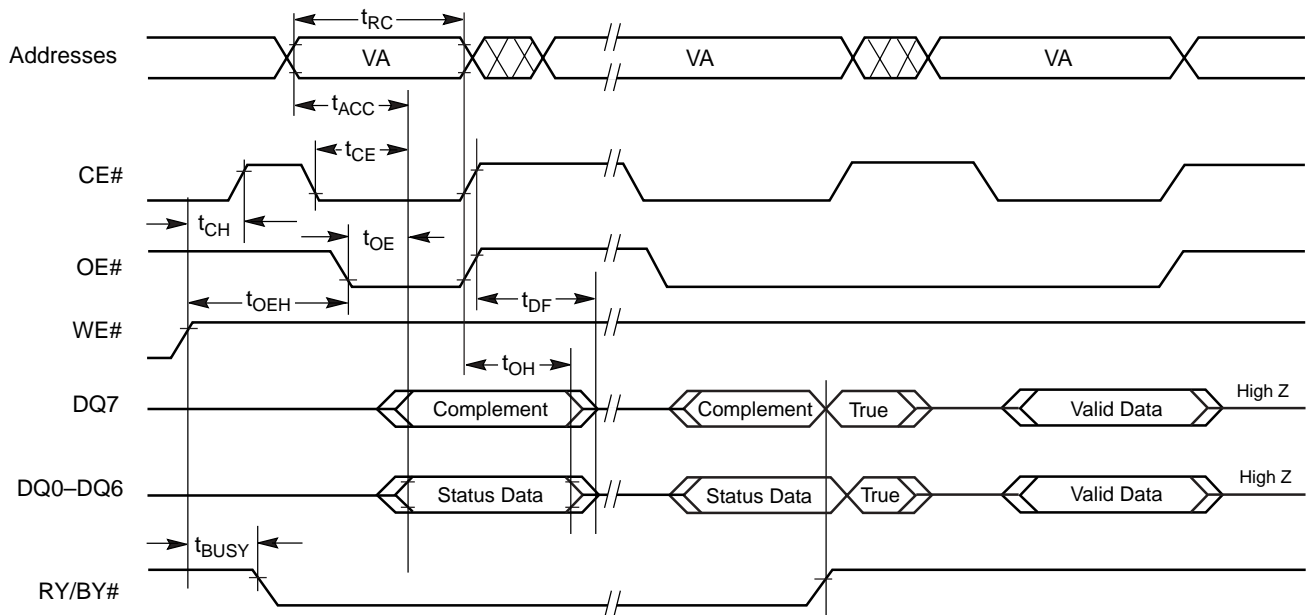 tRC
Addresses VA VA VA
tACC
tCE
CE#
tCH
tOE
OE#
tOEH
tDF
WE#
tOH
DQ7 Complement Complement True Valid Data High Z
DQ0–DQ6 Status Data Status Data True Valid Data High Z
tBUSY
RY/BY#